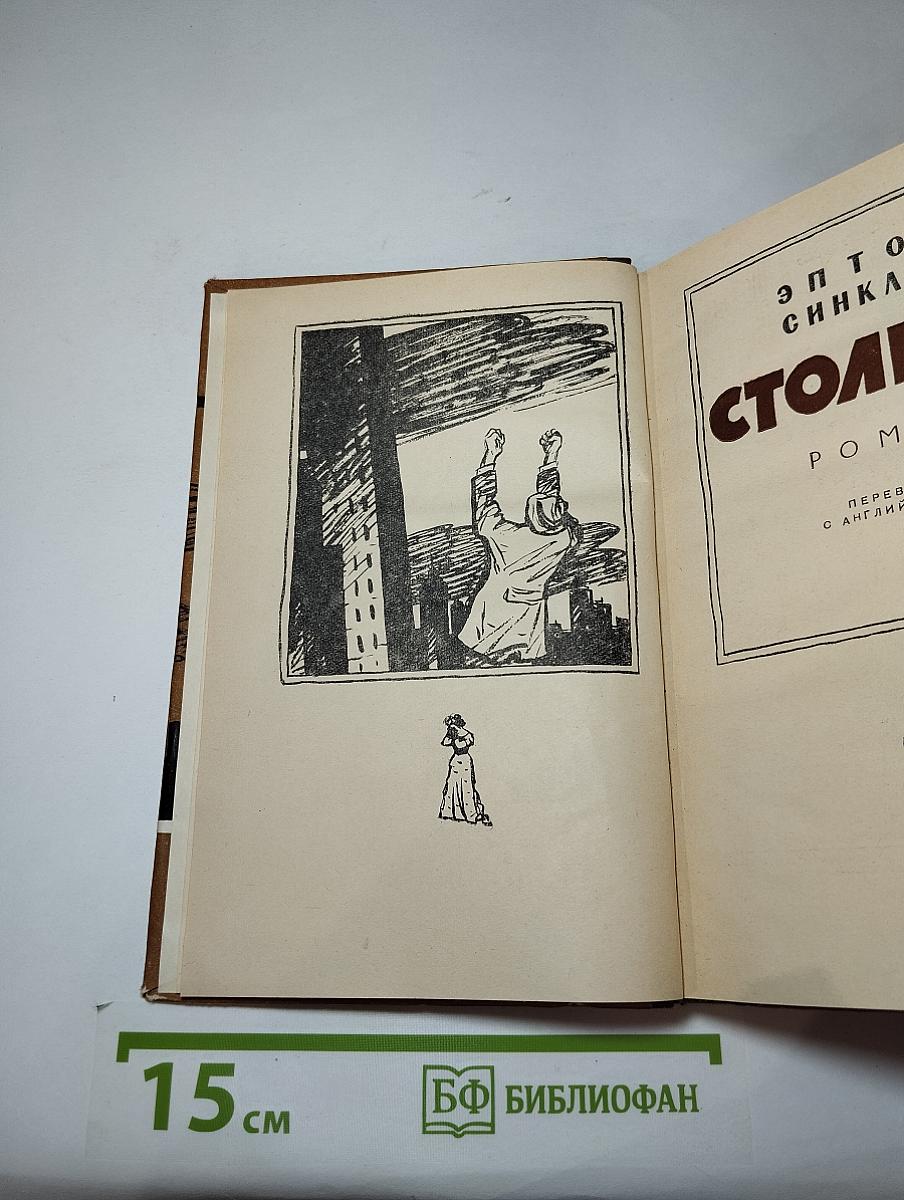 ЭПТО
СИНКЛ
СТОЛ
РОМ
ПЕРЕВ
С АНГЛИЙ
15 см
БФ БИБЛИОФАН